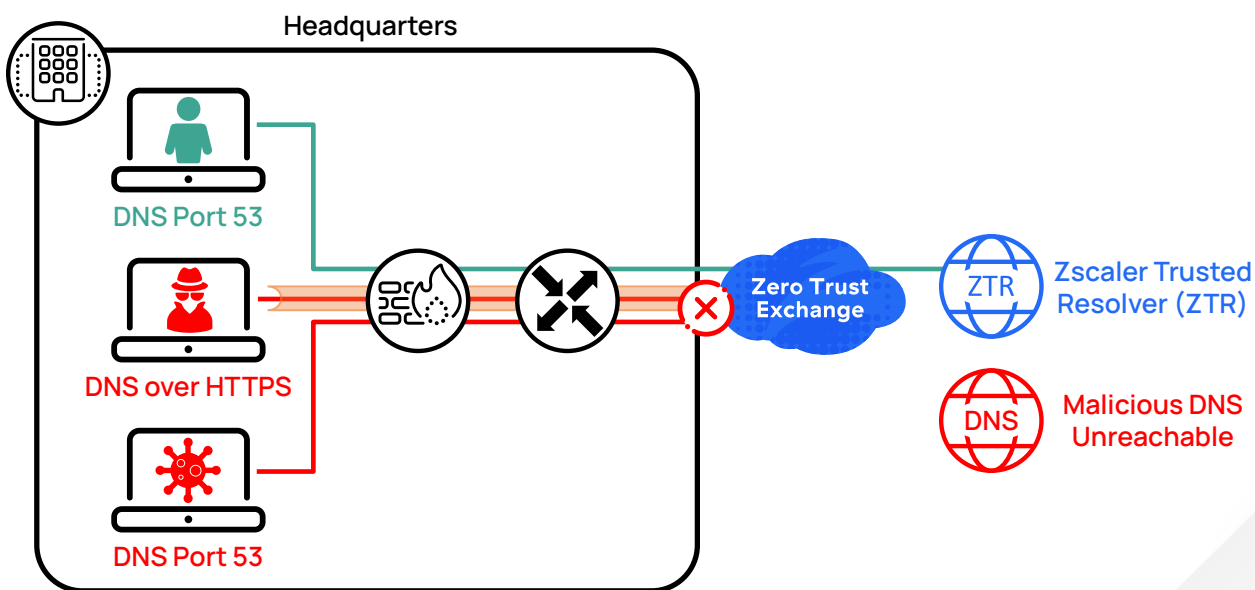 Headquarters
DNS Port 53
DNS over HTTPS
DNS Port 53
Zero Trust
Exchange
ZTR
Zscaler Trusted
Resolver (ZTR)
DNS
Malicious DNS
Unreachable